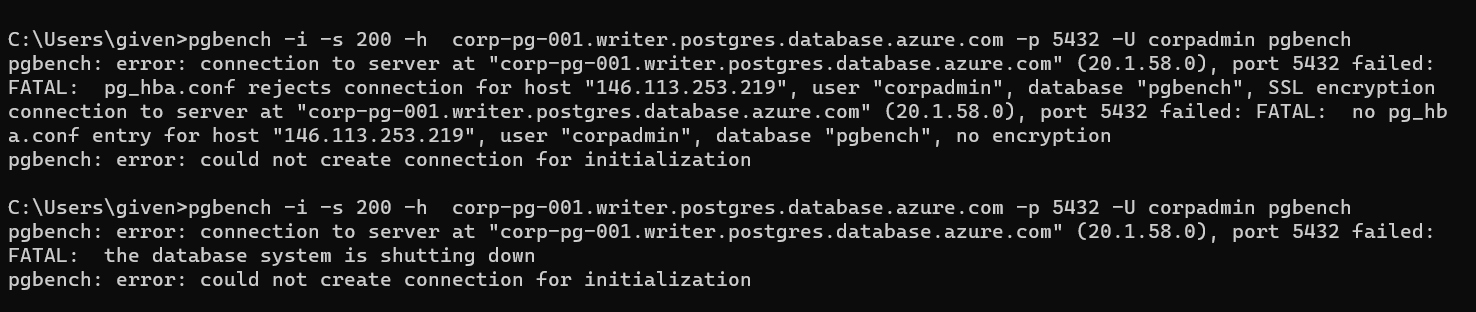 C:\Users\given>pgbench -i -s 200 -h  corp-pg-001.writer.postgres.database.azure.com -p 5432 -U corpadmin pgbench
pgbench: error: connection to server at "corp-pg-001.writer.postgres.database.azure.com" (20.1.58.0), port 5432 failed:
FATAL:  pg_hba.conf rejects connection for host "146.113.253.219", user "corpadmin", database "pgbench", SSL encryption
connection to server at "corp-pg-001.writer.postgres.database.azure.com" (20.1.58.0), port 5432 failed: FATAL:  no pg_hb
a.conf entry for host "146.113.253.219", user "corpadmin", database "pgbench", no encryption
pgbench: error: could not create connection for initialization
C:\Users\given>pgbench -i -s 200 -h  corp-pg-001.writer.postgres.database.azure.com -p 5432 -U corpadmin pgbench
pgbench: error: connection to server at "corp-pg-001.writer.postgres.database.azure.com" (20.1.58.0), port 5432 failed:
FATAL:  the database system is shutting down
pgbench: error: could not create connection for initialization